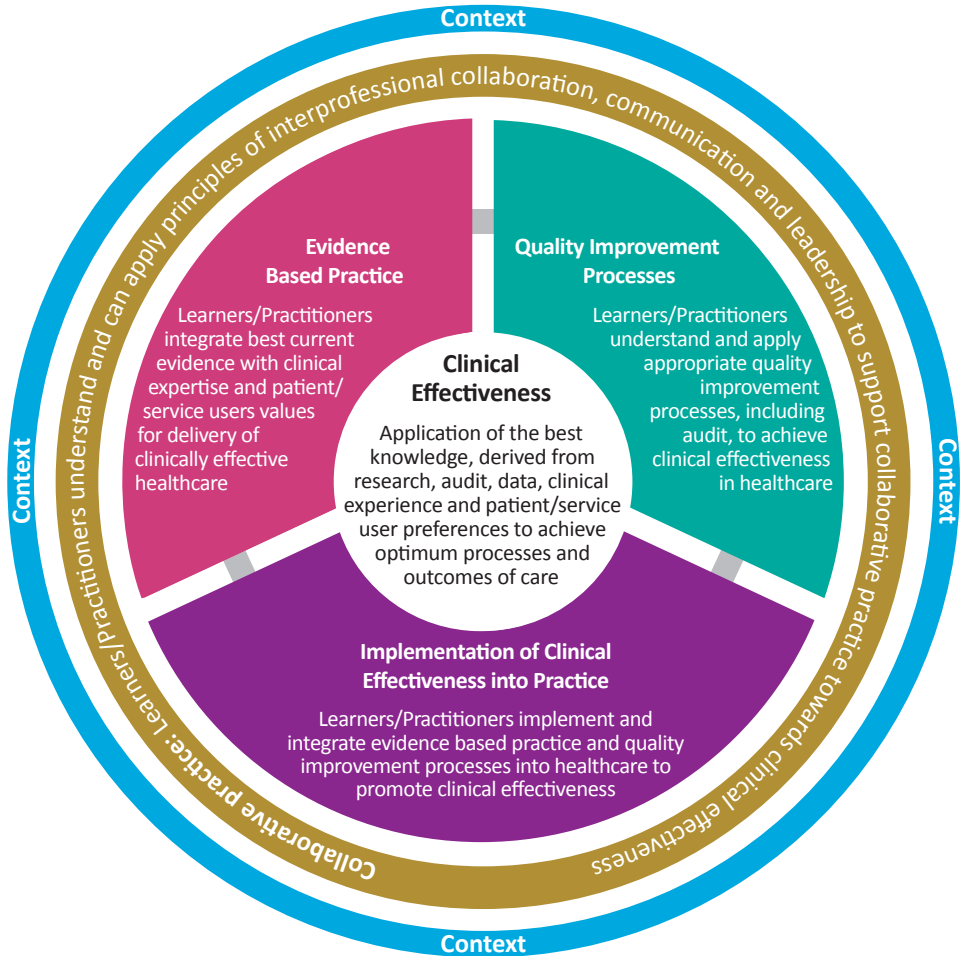 Context
Collaborative practice: Learners/Practitioners understand and can apply principles of interprofessional collaboration, communication and leadership to support collaborative practice towards clinical effectiveness
Evidence
Based Practice
Learners/Practitioners
integrate best current
evidence with clinical
expertise and patient/
service users values
for delivery of
clinically effective
healthcare
Quality Improvement
Processes
Learners/Practitioners
understand and apply
appropriate quality
improvement
processes, including
audit, to achieve
clinical effectiveness
in healthcare
Clinical
Effectiveness
Application of the best
knowledge, derived from
research, audit, data, clinical
experience and patient/service
user preferences to achieve
optimum processes and
outcomes of care
Context
Context
Implementation of Clinical
Effectiveness into Practice
Learners/Practitioners implement and
integrate evidence based practice and quality
improvement processes into healthcare to
promote clinical effectiveness
Context